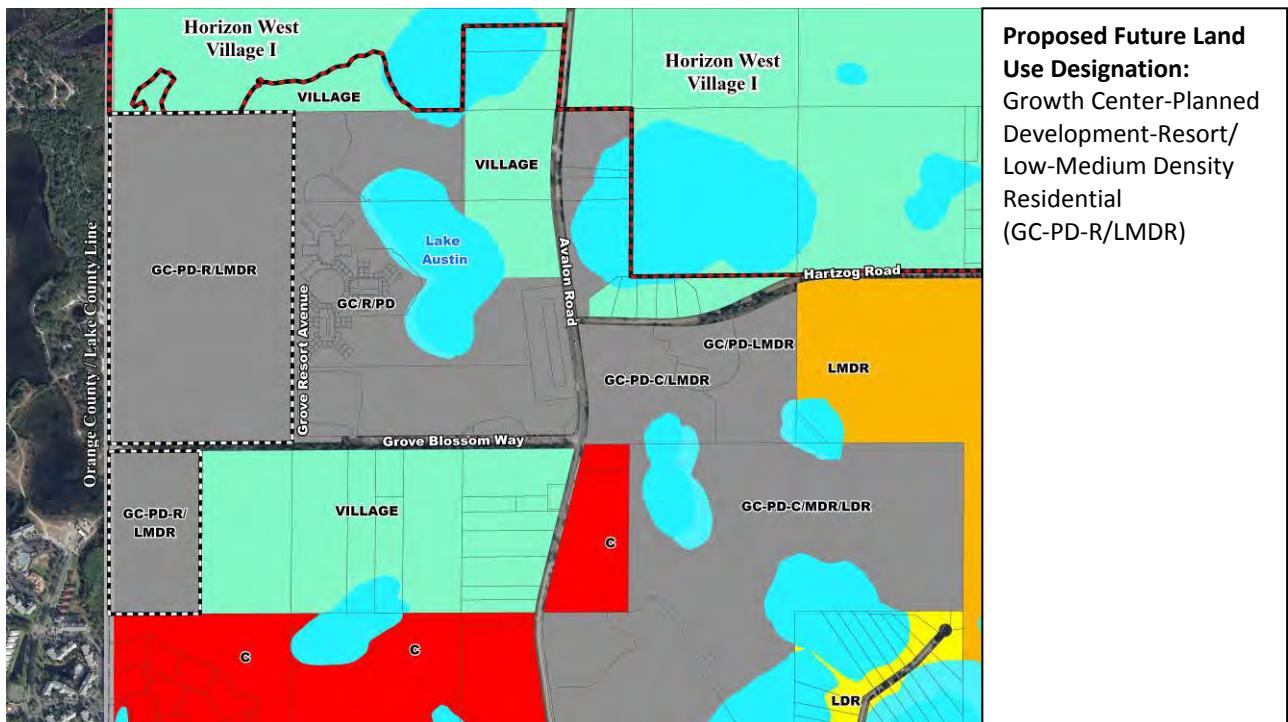 Horizon West
Village I
VILLAGE
Horizon West
Village I
VILLAGE
GC-PD-R/LMDR
Lake
Austin
GC/R/PD
Grove Resort Avenue
Avalon Road
Hartzog Road
GC/PD-LMDR
GC-PD-C/LMDR
LMDR
Orange County / Lake County Line
Grove Blossom Way
GC-PD-R/
LMDR
VILLAGE
C
GC-PD-C/MDR/LDR
C
C
LDR
Proposed Future Land
Use Designation:
Growth Center-Planned
Development-Resort/
Low-Medium Density
Residential
(GC-PD-R/LMDR)